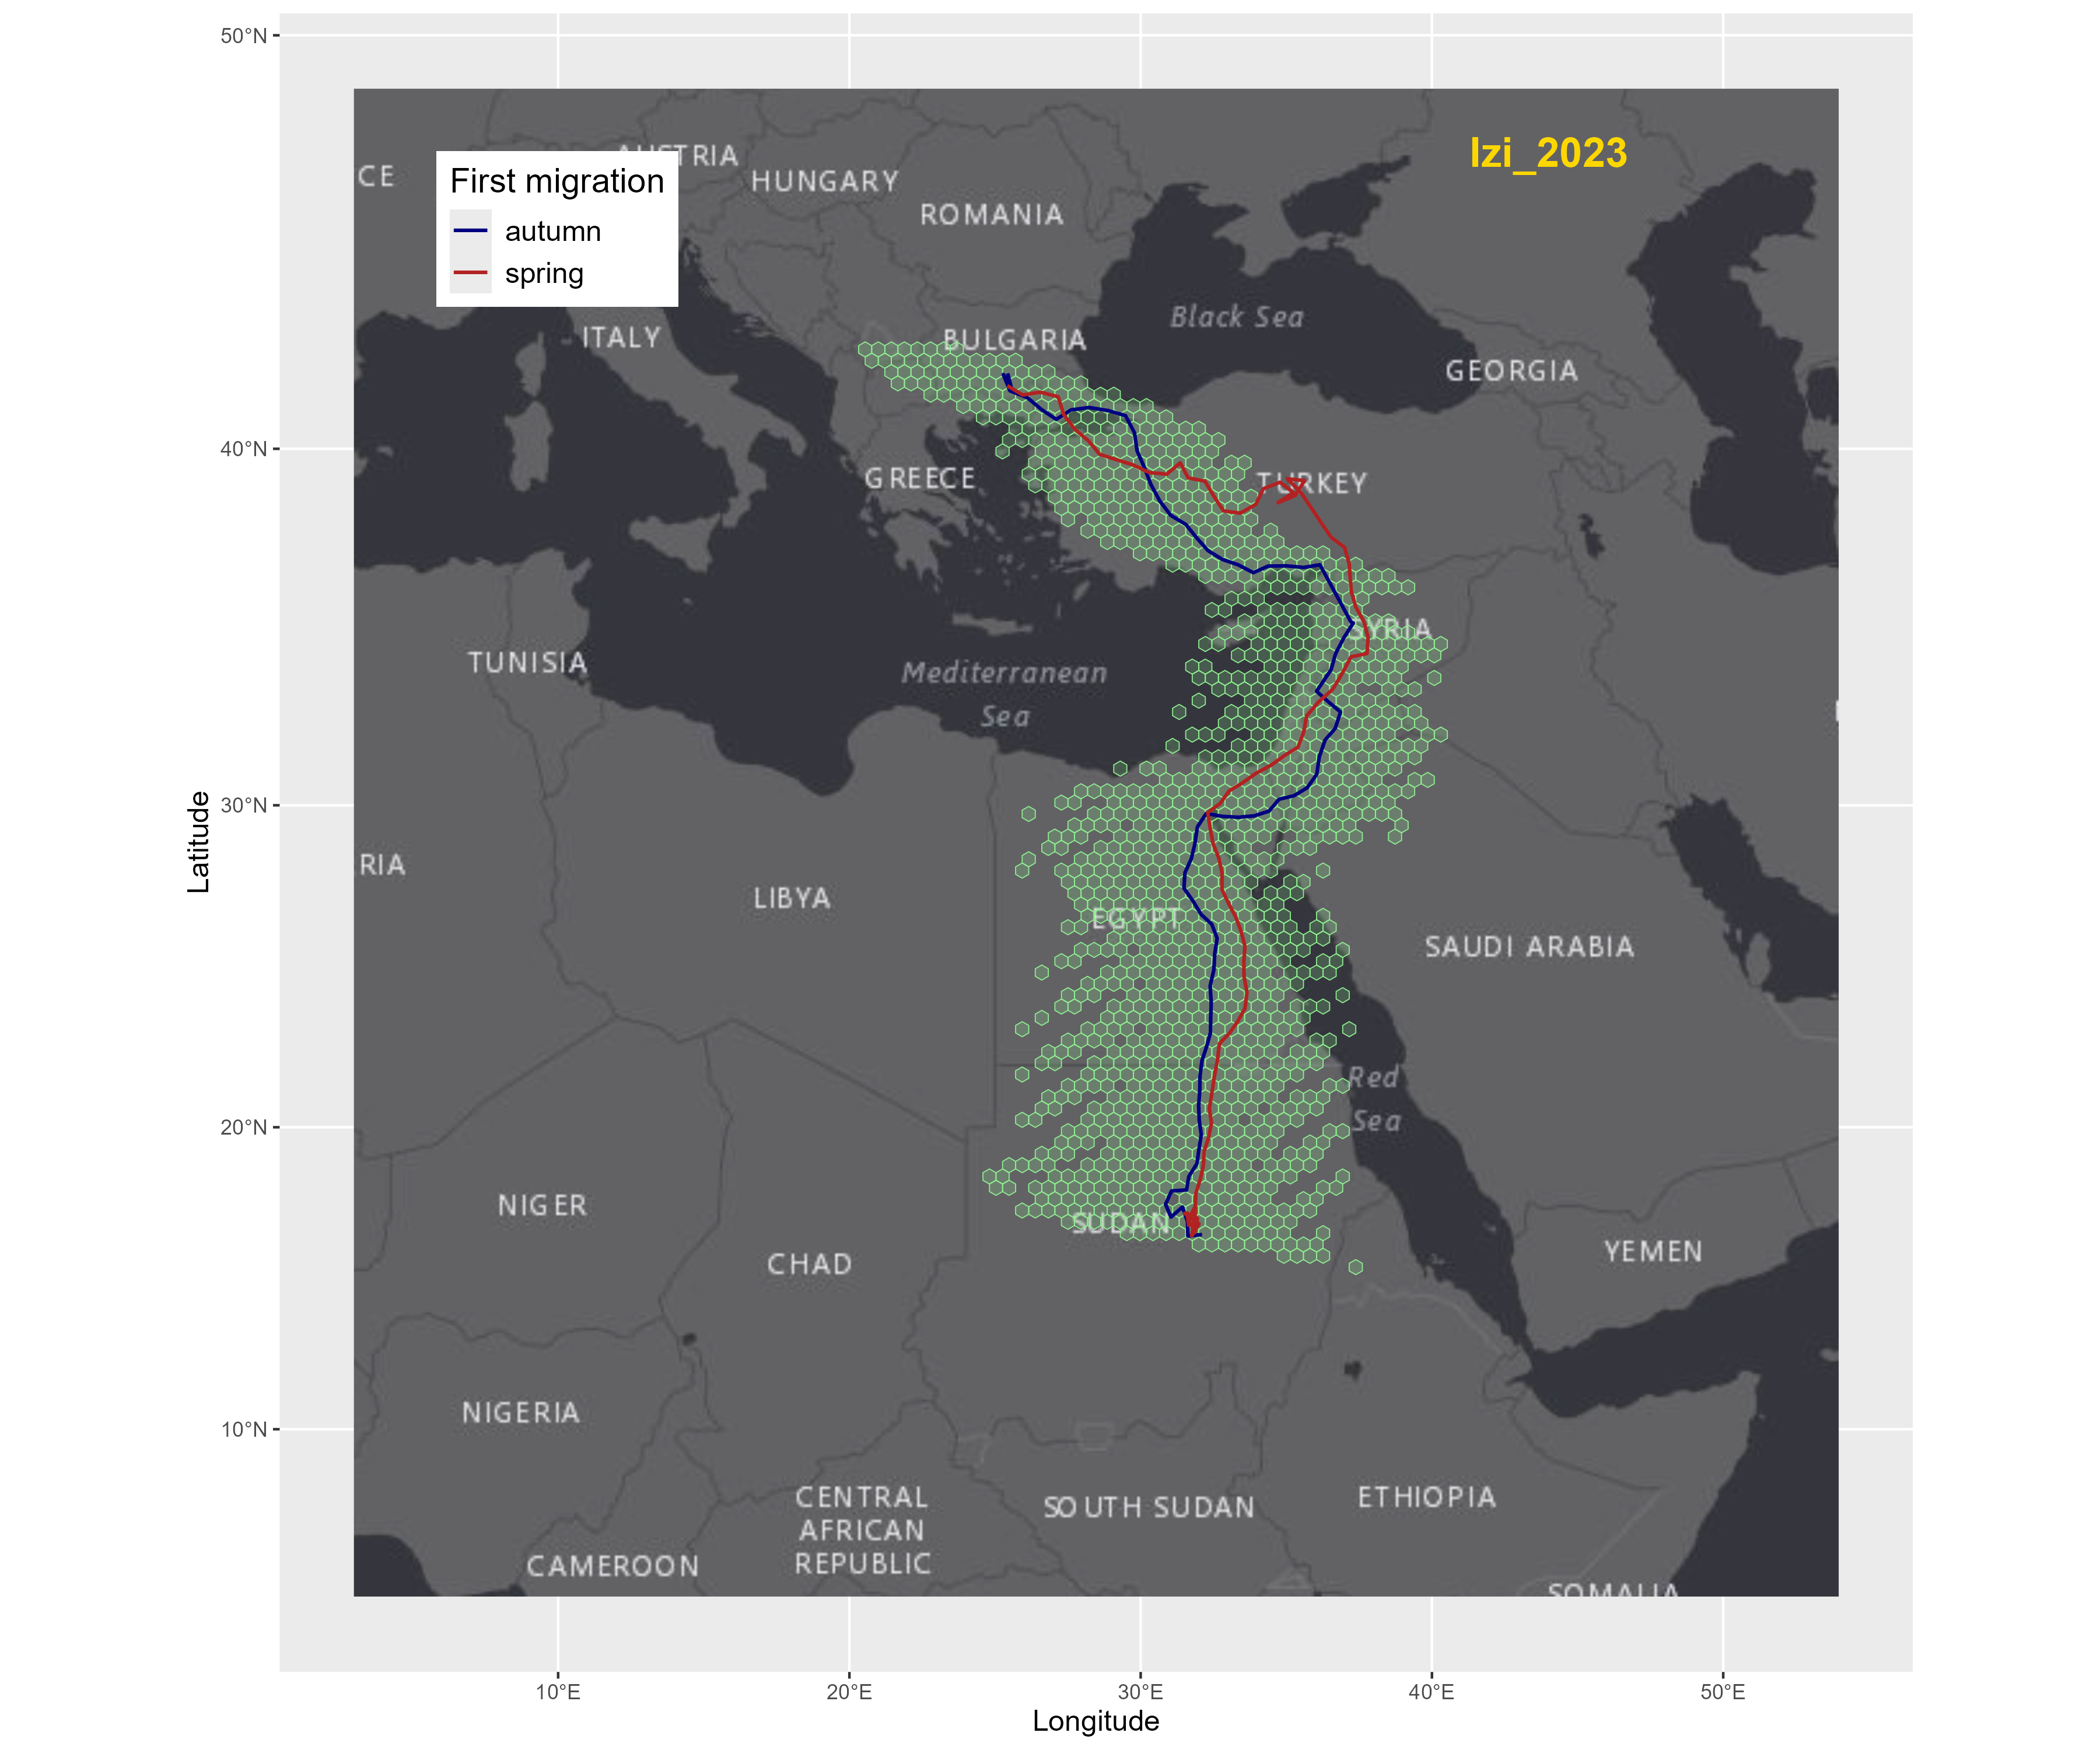 50°N
40°N
30°N
20°N
10°N
Latitude
Izi_2023
First migration
autumn
spring
CE
AUSTRIA
HUNGARY
ROMANIA
ITALY
BULGARIA
Black Sea
GEORGIA
GREECE
TURKEY
TUNISIA
Mediterranean
Sea
SYRIA
RIA
LIBYA
EGYPT
SAUDI ARABIA
Red
Sea
NIGER
SUDAN
CHAD
YEMEN
NIGERIA
CENTRAL
AFRICAN
REPUBLIC
SOUTH SUDAN
ETHIOPIA
CAMEROON
SOMALIA
10°E
20°E
30°E
40°E
50°E
Longitude